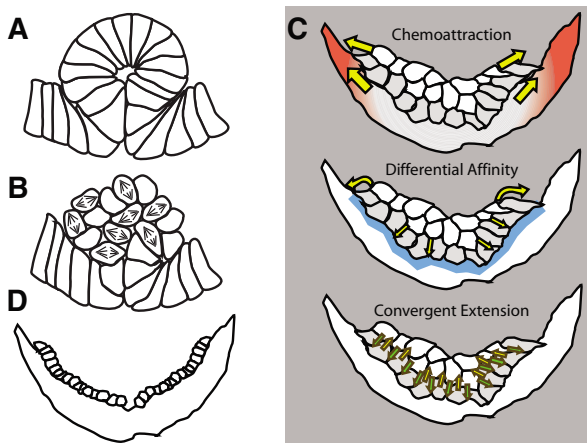 A
B
D
C
Chemoattraction
Differential Affinity
Convergent Extension